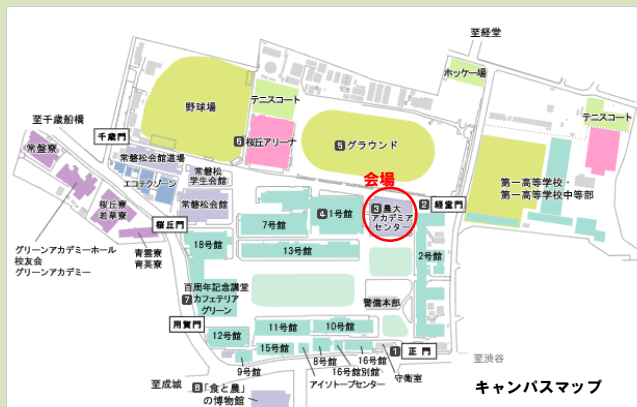 至経堂
ホッケー場
野球場
テニスコート
テニスコート
至千歳船橋
千歳門
6 桜丘アリーナ
5 グラウンド
常盤寮
常磐松会館道場
第一高等学校・
第一高等学校中等部
会場
エコテクゾーン
常磐松
学生会館
桜丘寮
若草寮
常磐松会館
4 1号館
3 農大
アカデミア
センター
2 経堂門
桜丘門
7号館
グリーンアカデミーホール
校友会
グリーンアカデミー
青雲寮
育英寮
18号館
13号館
2号館
百周年記念講堂
7 カフェテリア
グリーン
警備本部
用賀門
12号館
11号館
10号館
15号館
1 正門
9号館
8号館
16号館
16号館別館
アイソトープセンター
守衛室
至渋谷
至成城
8 「食と農」
の博物館
キャンパスマップ